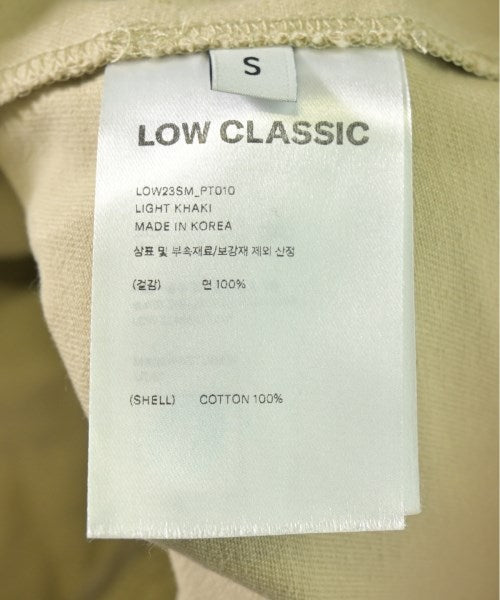 S
LOW CLASSIC
LOW23SM_PT010
LIGHT KHAKI
MADE IN KOREA
상표 및 부속재료/보강재 제외 산정
(겉감) 면 100%
(SHELL) COTTON 100%